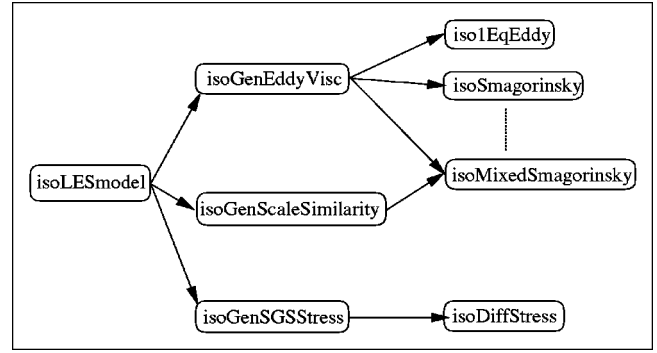 iso1EqEddy
isoGenEddyVisc
isoSmagorinsky
isoLESmodel
isoMixedSmagorinsky
isoGenScaleSimilarity
isoGenSGSStress
isoDiffStress